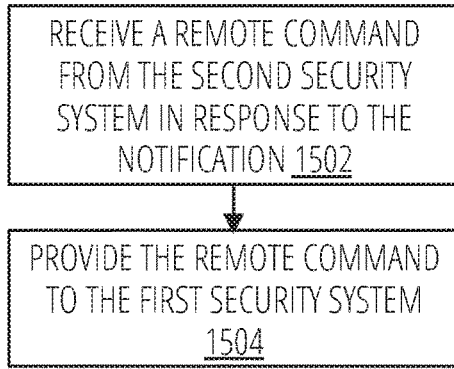 RECEIVE A REMOTE COMMAND
FROM THE SECOND SECURITY
SYSTEM IN RESPONSE TO THE
NOTIFICATION 1502
PROVIDE THE REMOTE COMMAND
TO THE FIRST SECURITY SYSTEM
1504